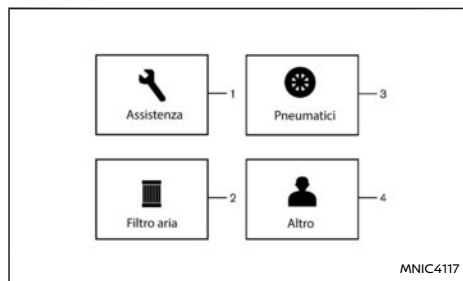 Assistenza
1
Pneumatici
3
Filtro aria
2
Altro
4
MNIC4117